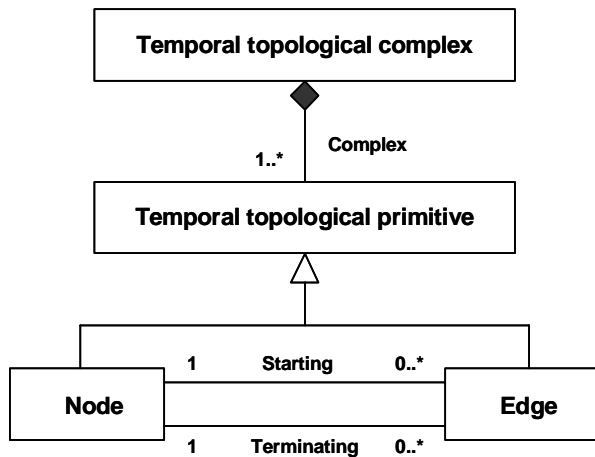 Temporal topological complex
Complex
1..*
Temporal topological primitive
1 Starting 0..*
Node
Edge
1 Terminating 0..*